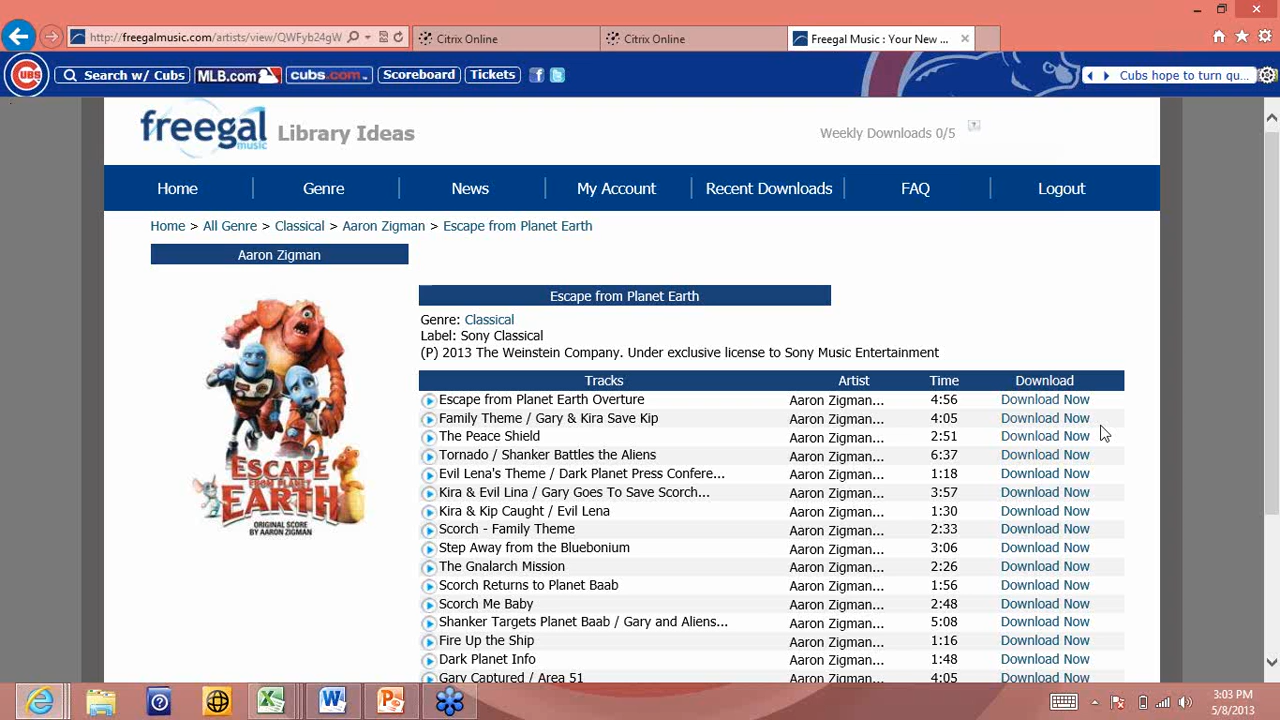 http://freegalmusic.com/artists/view/QWFyb24gW
Citrix Online
Citrix Online
Freegal Music : Your New ...
CUBS
Search w/ Cubs
MLB.com
cubs.com
Scoreboard
Tickets
Cubs hope to turn qu...
freegal music
Library Ideas
Weekly Downloads 0/5
?
Home
Genre
News
My Account
Recent Downloads
FAQ
Logout
Home > All Genre > Classical > Aaron Zigman > Escape from Planet Earth
Aaron Zigman
ESCAPE
FROM PLANET
EARTH
ORIGINAL SCORE
BY AARON ZIGMAN
Escape from Planet Earth
Genre: Classical
Label: Sony Classical
(P) 2013 The Weinstein Company. Under exclusive license to Sony Music Entertainment
Tracks Artist Time Download
Escape from Planet Earth Overture Aaron Zigman... 4:56 Download Now
Family Theme / Gary & Kira Save Kip Aaron Zigman... 4:05 Download Now
The Peace Shield Aaron Zigman... 2:51 Download Now
Tornado / Shanker Battles the Aliens Aaron Zigman... 6:37 Download Now
Evil Lena's Theme / Dark Planet Press Confere... Aaron Zigman... 1:18 Download Now
Kira & Evil Lina / Gary Goes To Save Scorch... Aaron Zigman... 3:57 Download Now
Kira & Kip Caught / Evil Lena Aaron Zigman... 1:30 Download Now
Scorch - Family Theme Aaron Zigman... 2:33 Download Now
Step Away from the Bluebonium Aaron Zigman... 3:06 Download Now
The Gnalarch Mission Aaron Zigman... 2:26 Download Now
Scorch Returns to Planet Baab Aaron Zigman... 1:56 Download Now
Scorch Me Baby Aaron Zigman... 2:48 Download Now
Shanker Targets Planet Baab / Gary and Aliens... Aaron Zigman... 5:08 Download Now
Fire Up the Ship Aaron Zigman... 1:16 Download Now
Dark Planet Info Aaron Zigman... 1:48 Download Now
Gary Captured / Area 51 Aaron Zigman... 4:05 Download Now
3:03 PM
5/8/2013